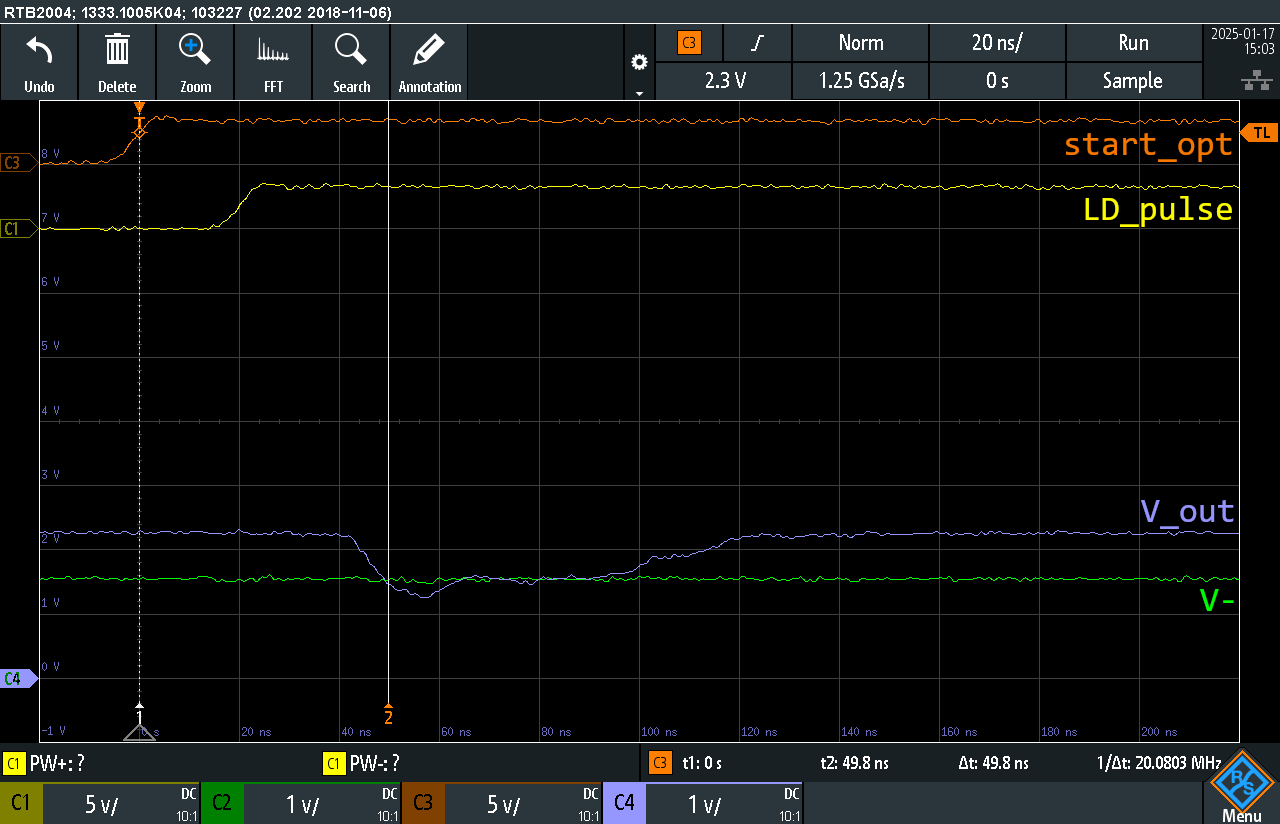 RTB2004; 1333.1005K04; 103227 (02.202 2018-11-06)
Undo
Delete
Zoom
FFT
Search
Annotation
C3
Norm
20 ns/
Run
2.3 V
1.25 GSa/s
0 s
Sample
2025-01-17
15:03
T
TL
C3
8 V
start_opt
7 V
C1
LD_pulse
6 V
5 V
4 V
3 V
V_out
2 V
1 V
V-
0 V
C4
-1 V
1
2
0 s
20 ns
40 ns
60 ns
80 ns
100 ns
120 ns
140 ns
160 ns
180 ns
200 ns
C1 PW+: ?
C1 PW-: ?
C3 t1: 0 s
t2: 49.8 ns
Δt: 49.8 ns
1/Δt: 20.0803 MHz
C1 5 V/ DC 10:1
C2 1 V/ DC 10:1
C3 5 V/ DC 10:1
C4 1 V/ DC 10:1
R&S
Menu